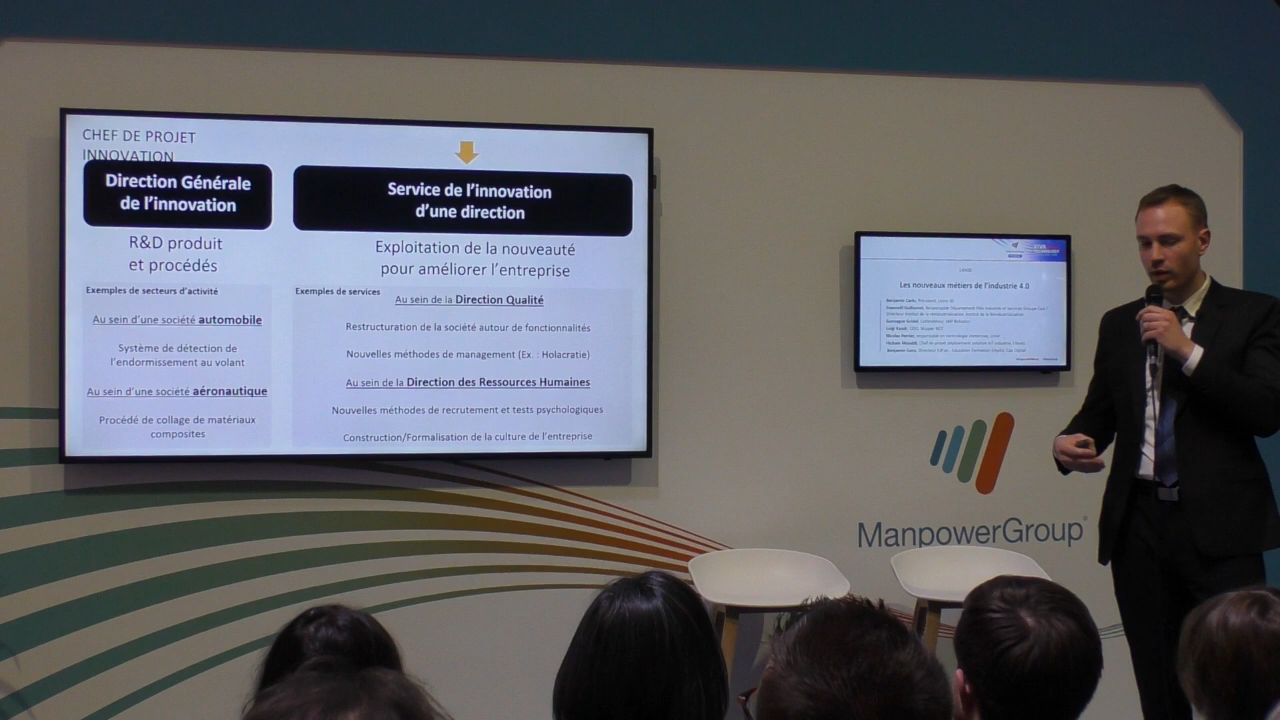 CHEF DE PROJET
INNOVATION
Direction Générale
de l'innovation
R&D produit
et procédés
Exemples de secteurs d'activité
Au sein d'une société automobile
Système de détection de
l'endormissement au volant
Au sein d'une société aéronautique
Procédé de collage de matériaux
composites
Service de l'innovation
d'une direction
Exploitation de la nouveauté
pour améliorer l'entreprise
Exemples de services
Au sein de la Direction Qualité
Restructuration de la société autour de fonctionnalités
Nouvelles méthodes de management (Ex. : Holacratie)
Au sein de la Direction des Ressources Humaines
Nouvelles méthodes de recrutement et tests psychologiques
Construction/Formalisation de la culture de l'entreprise
Les nouveaux métiers de l'industrie 4.0
ManpowerGroup